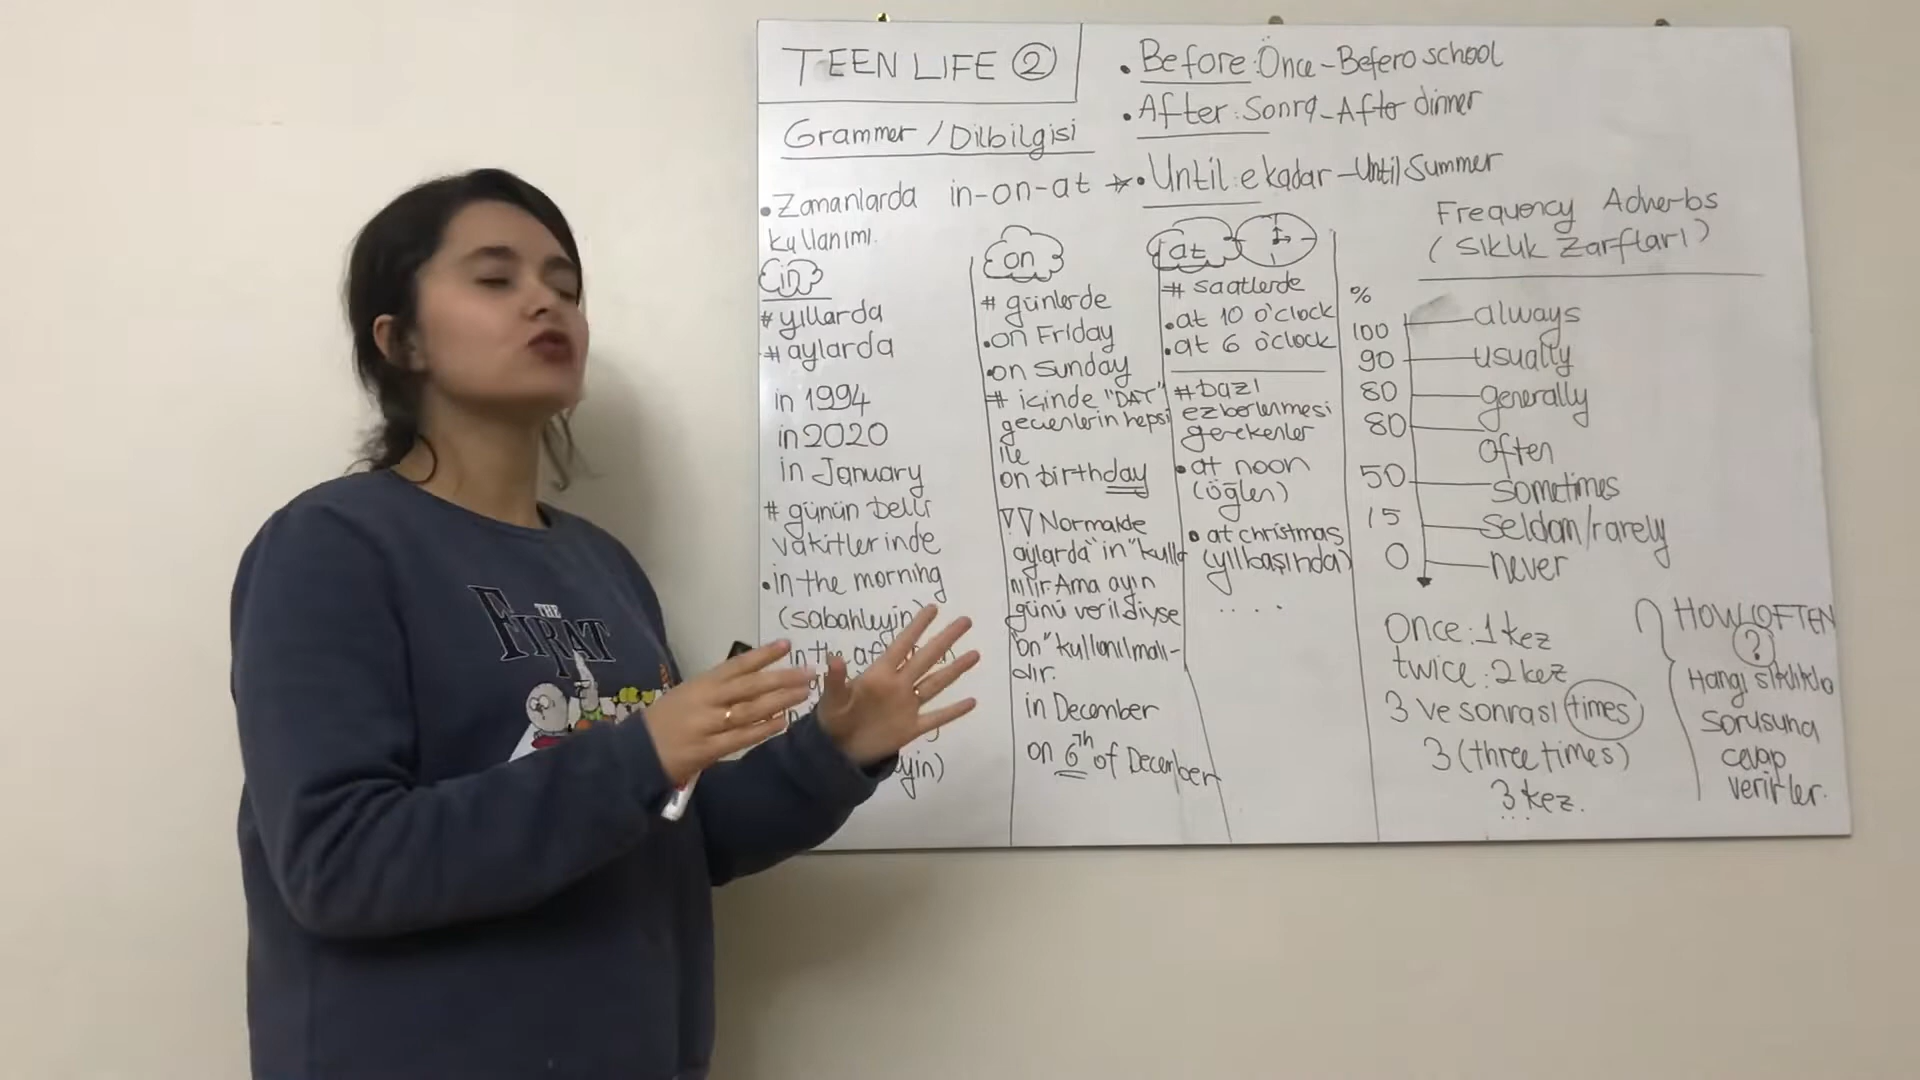 TEEN LIFE 2
• Before: Önce - Befero school
• After: Sonra - After dinner
Grammer / Dilbilgisi
• Zamanlarda in-on-at
kullanımı.
• Until: e kadar - Until Summer
in
# yıllarda
# aylarda
in 1994
in 2020
in January
# günün belli
vakitlerinde
• in the morning
(sabahleyin)
in the
yin)
on
# günlerde
• on Friday
• on Sunday
# içinde "DAY"
geçenlerin hepsi
ile
on birthday
Normalde
aylarda "in" kulla
nılır. Ama ayın
günü verildiyse
"on" kullanılmalı-
dır.
in December
on 6th of December
at
# saatlerde
• at 10 o'clock
• at 6 o'clock
# bazı
ezberlenmesi
gerekenler
• at noon
(öğlen)
• at christmas
(yılbaşında)
. . . .
Frequency Adverbs
(Sıklık Zarfları)
%
100 always
90 usually
80 generally
80 often
50 sometimes
15 seldom/rarely
0 never
Once: 1 kez
twice: 2 kez
3 ve sonrası times
3 (three times)
3 kez.
...
HOW OFTEN
?
Hangi sıklıkla
sorusuna
cevap
verirler.
THE
FIRAT